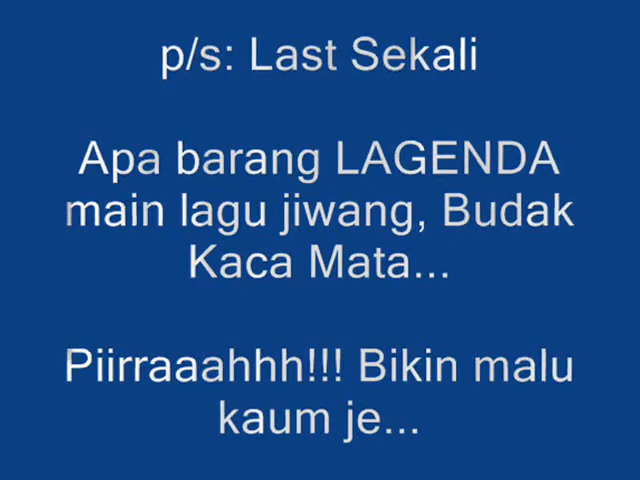 p/s: Last Sekali
Apa barang LAGENDA
main lagu jiwang, Budak
Kaca Mata...
Piirraaahhh!!! Bikin malu
kaum je...